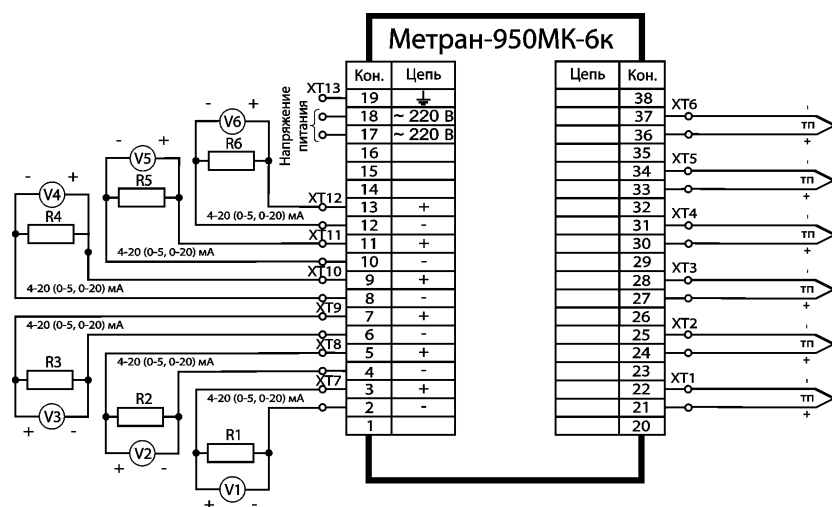 Метран-950МК-6к
Кон. Цепь
Цепь Кон.
XT13 19
Напряжение питания
18 ~ 220 В
17 ~ 220 В
16
15
14
XT12 13 +
12 -
XT11 11 +
10 -
XT10 9 +
8 -
XT9 7 +
6 -
XT8 5 +
4 -
XT7 3 +
2 -
1
38
XT6 37 - ТП
36 +
35
XT5 34 - ТП
33 +
32
XT4 31 - ТП
30 +
29
XT3 28 - ТП
27 +
26
XT2 25 - ТП
24 +
23
XT1 22 - ТП
21 +
20
- V6 +
R6
4-20 (0-5, 0-20) мА
- V5 +
R5
4-20 (0-5, 0-20) мА
- V4 +
R4
4-20 (0-5, 0-20) мА
4-20 (0-5, 0-20) мА
R3
+ V3 -
4-20 (0-5, 0-20) мА
R2
+ V2 -
4-20 (0-5, 0-20) мА
R1
+ V1 -